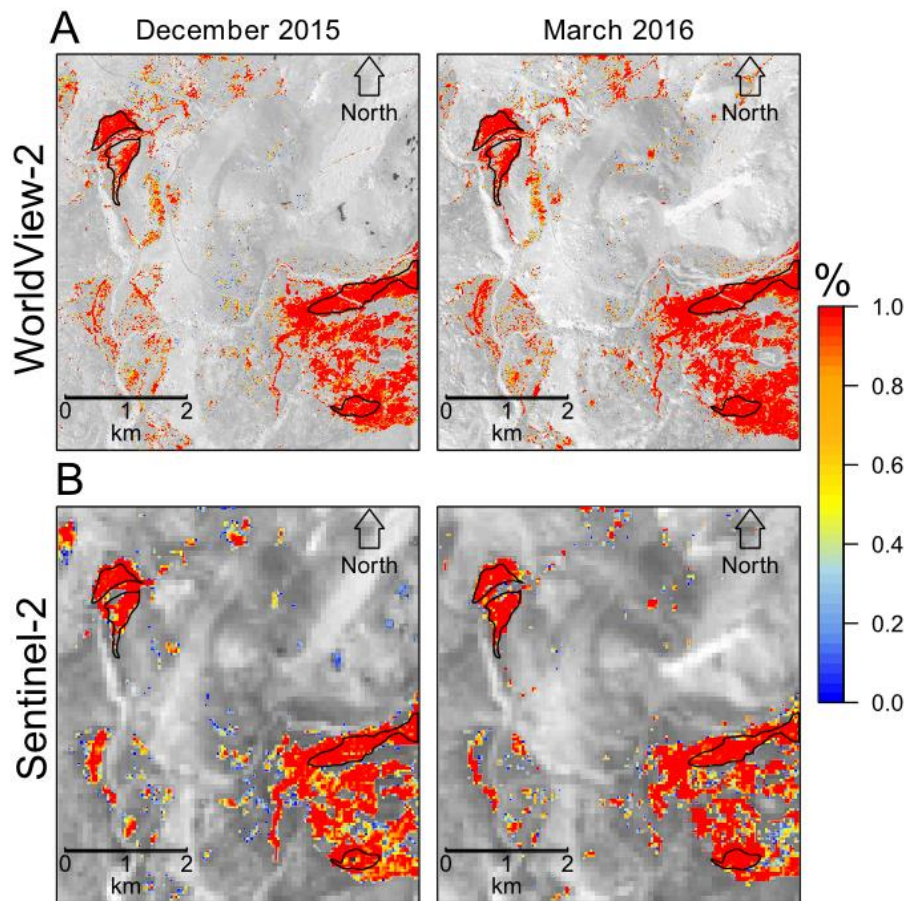 A
December 2015
March 2016
WorldView-2
North
0 1 2
km
North
0 1 2
km
%
1.0
0.8
0.6
0.4
0.2
0.0
B
Sentinel-2
North
0 1 2
km
North
0 1 2
km